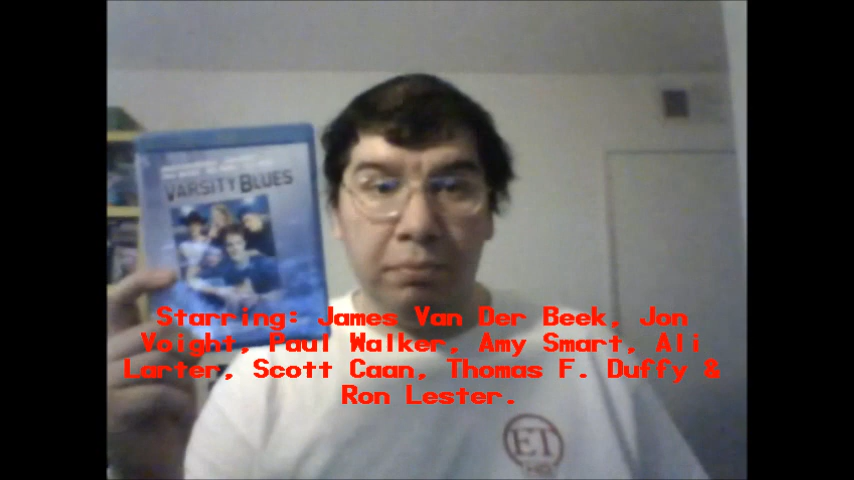 VARSITY BLUES
Starring: James Van Der Beek, Jon
Voight, Paul Walker, Amy Smart, Ali
Larter, Scott Caan, Thomas F. Duffy &
Ron Lester.
ET